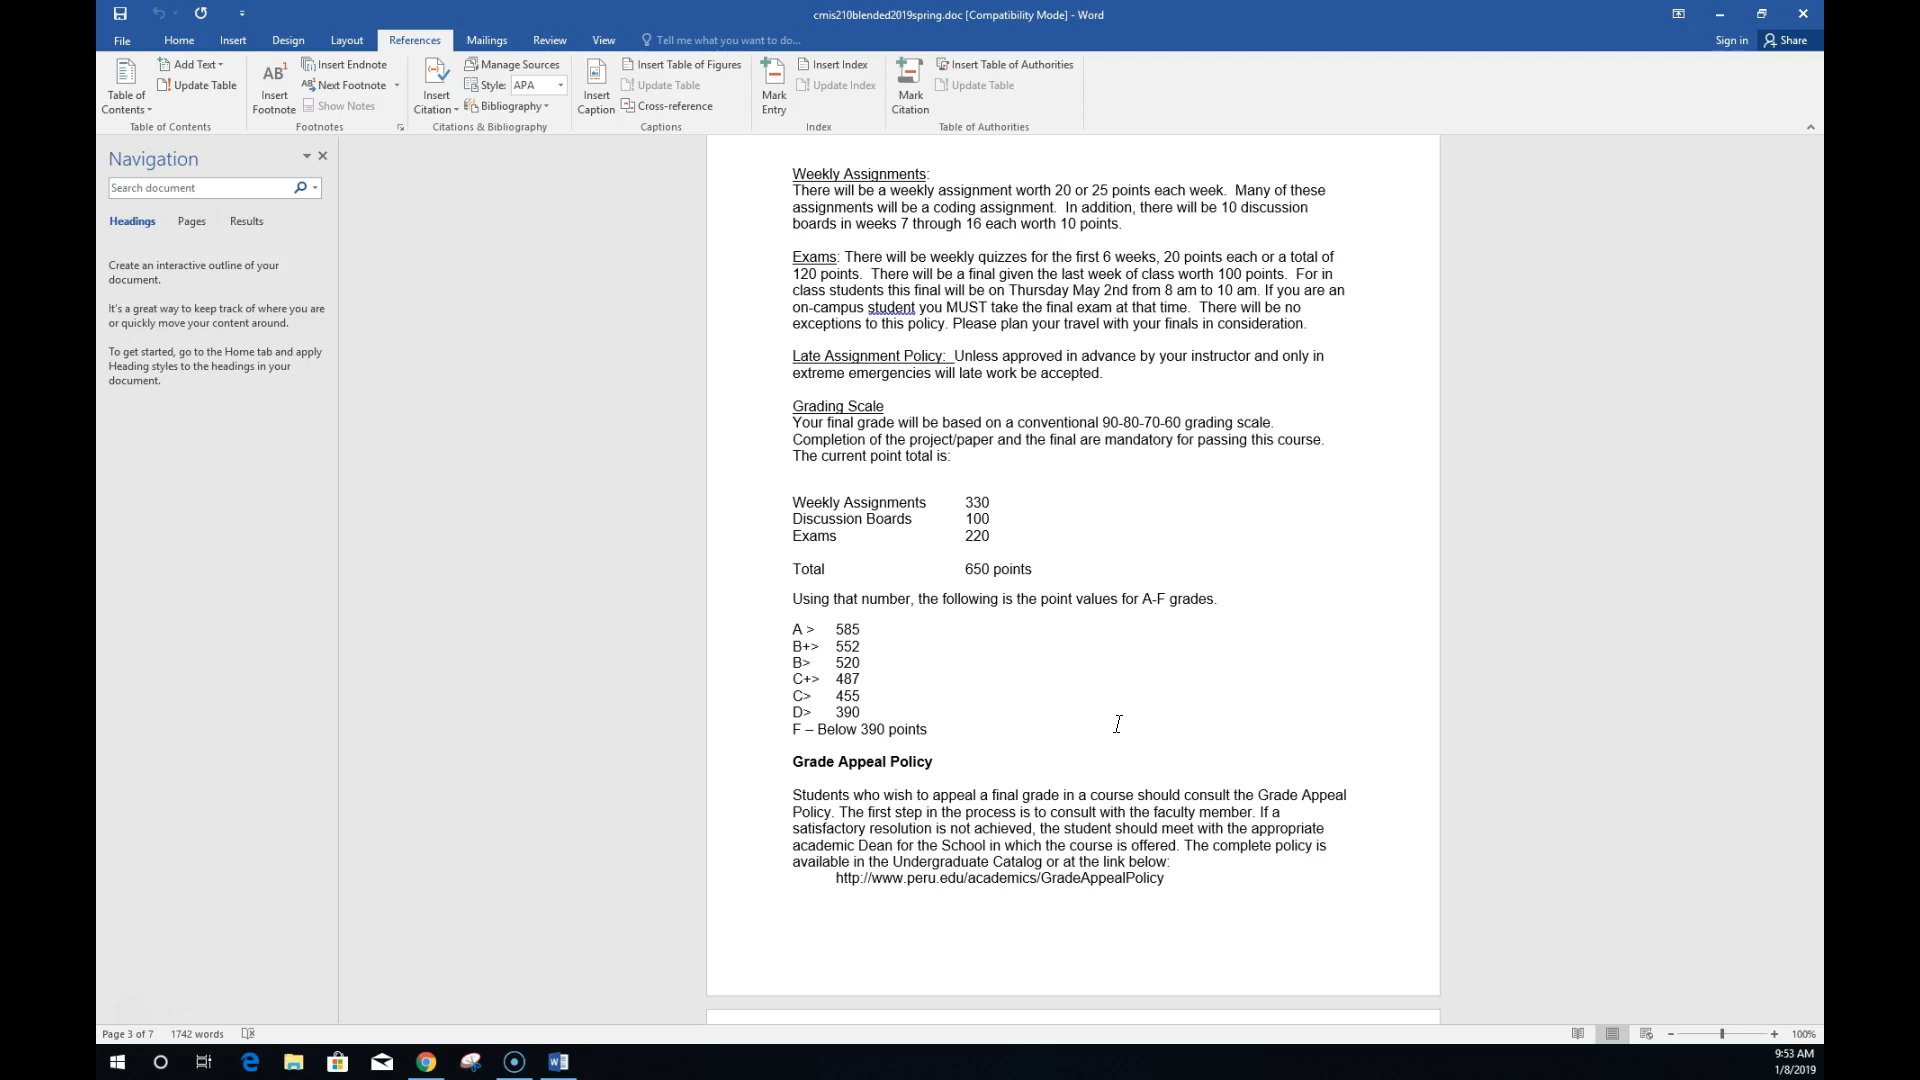 cmis210blended2019spring.doc [Compatibility Mode] - Word
File Home Insert Design Layout References Mailings Review View Tell me what you want to do... Sign in Share
Table of Contents
Add Text
Update Table
Table of Contents
AB1
Insert Footnote
Insert Endnote
Next Footnote
Show Notes
Footnotes
Insert Citation
Manage Sources
Style: APA
Bibliography
Citations & Bibliography
Insert Caption
Insert Table of Figures
Update Table
Cross-reference
Captions
Mark Entry
Insert Index
Update Index
Index
Mark Citation
Insert Table of Authorities
Update Table
Table of Authorities
Navigation
Search document
Headings Pages Results
Create an interactive outline of your
document.
It's a great way to keep track of where you are
or quickly move your content around.
To get started, go to the Home tab and apply
Heading styles to the headings in your
document.
Weekly Assignments:
There will be a weekly assignment worth 20 or 25 points each week. Many of these
assignments will be a coding assignment. In addition, there will be 10 discussion
boards in weeks 7 through 16 each worth 10 points.
Exams: There will be weekly quizzes for the first 6 weeks, 20 points each or a total of
120 points. There will be a final given the last week of class worth 100 points. For in
class students this final will be on Thursday May 2nd from 8 am to 10 am. If you are an
on-campus student you MUST take the final exam at that time. There will be no
exceptions to this policy. Please plan your travel with your finals in consideration.
Late Assignment Policy: Unless approved in advance by your instructor and only in
extreme emergencies will late work be accepted.
Grading Scale
Your final grade will be based on a conventional 90-80-70-60 grading scale.
Completion of the project/paper and the final are mandatory for passing this course.
The current point total is:
Weekly Assignments 330
Discussion Boards 100
Exams 220
Total 650 points
Using that number, the following is the point values for A-F grades.
A > 585
B+> 552
B> 520
C+> 487
C> 455
D> 390
F – Below 390 points
Grade Appeal Policy
Students who wish to appeal a final grade in a course should consult the Grade Appeal
Policy. The first step in the process is to consult with the faculty member. If a
satisfactory resolution is not achieved, the student should meet with the appropriate
academic Dean for the School in which the course is offered. The complete policy is
available in the Undergraduate Catalog or at the link below:
http://www.peru.edu/academics/GradeAppealPolicy
Page 3 of 7 1742 words 100%
9:53 AM
1/8/2019